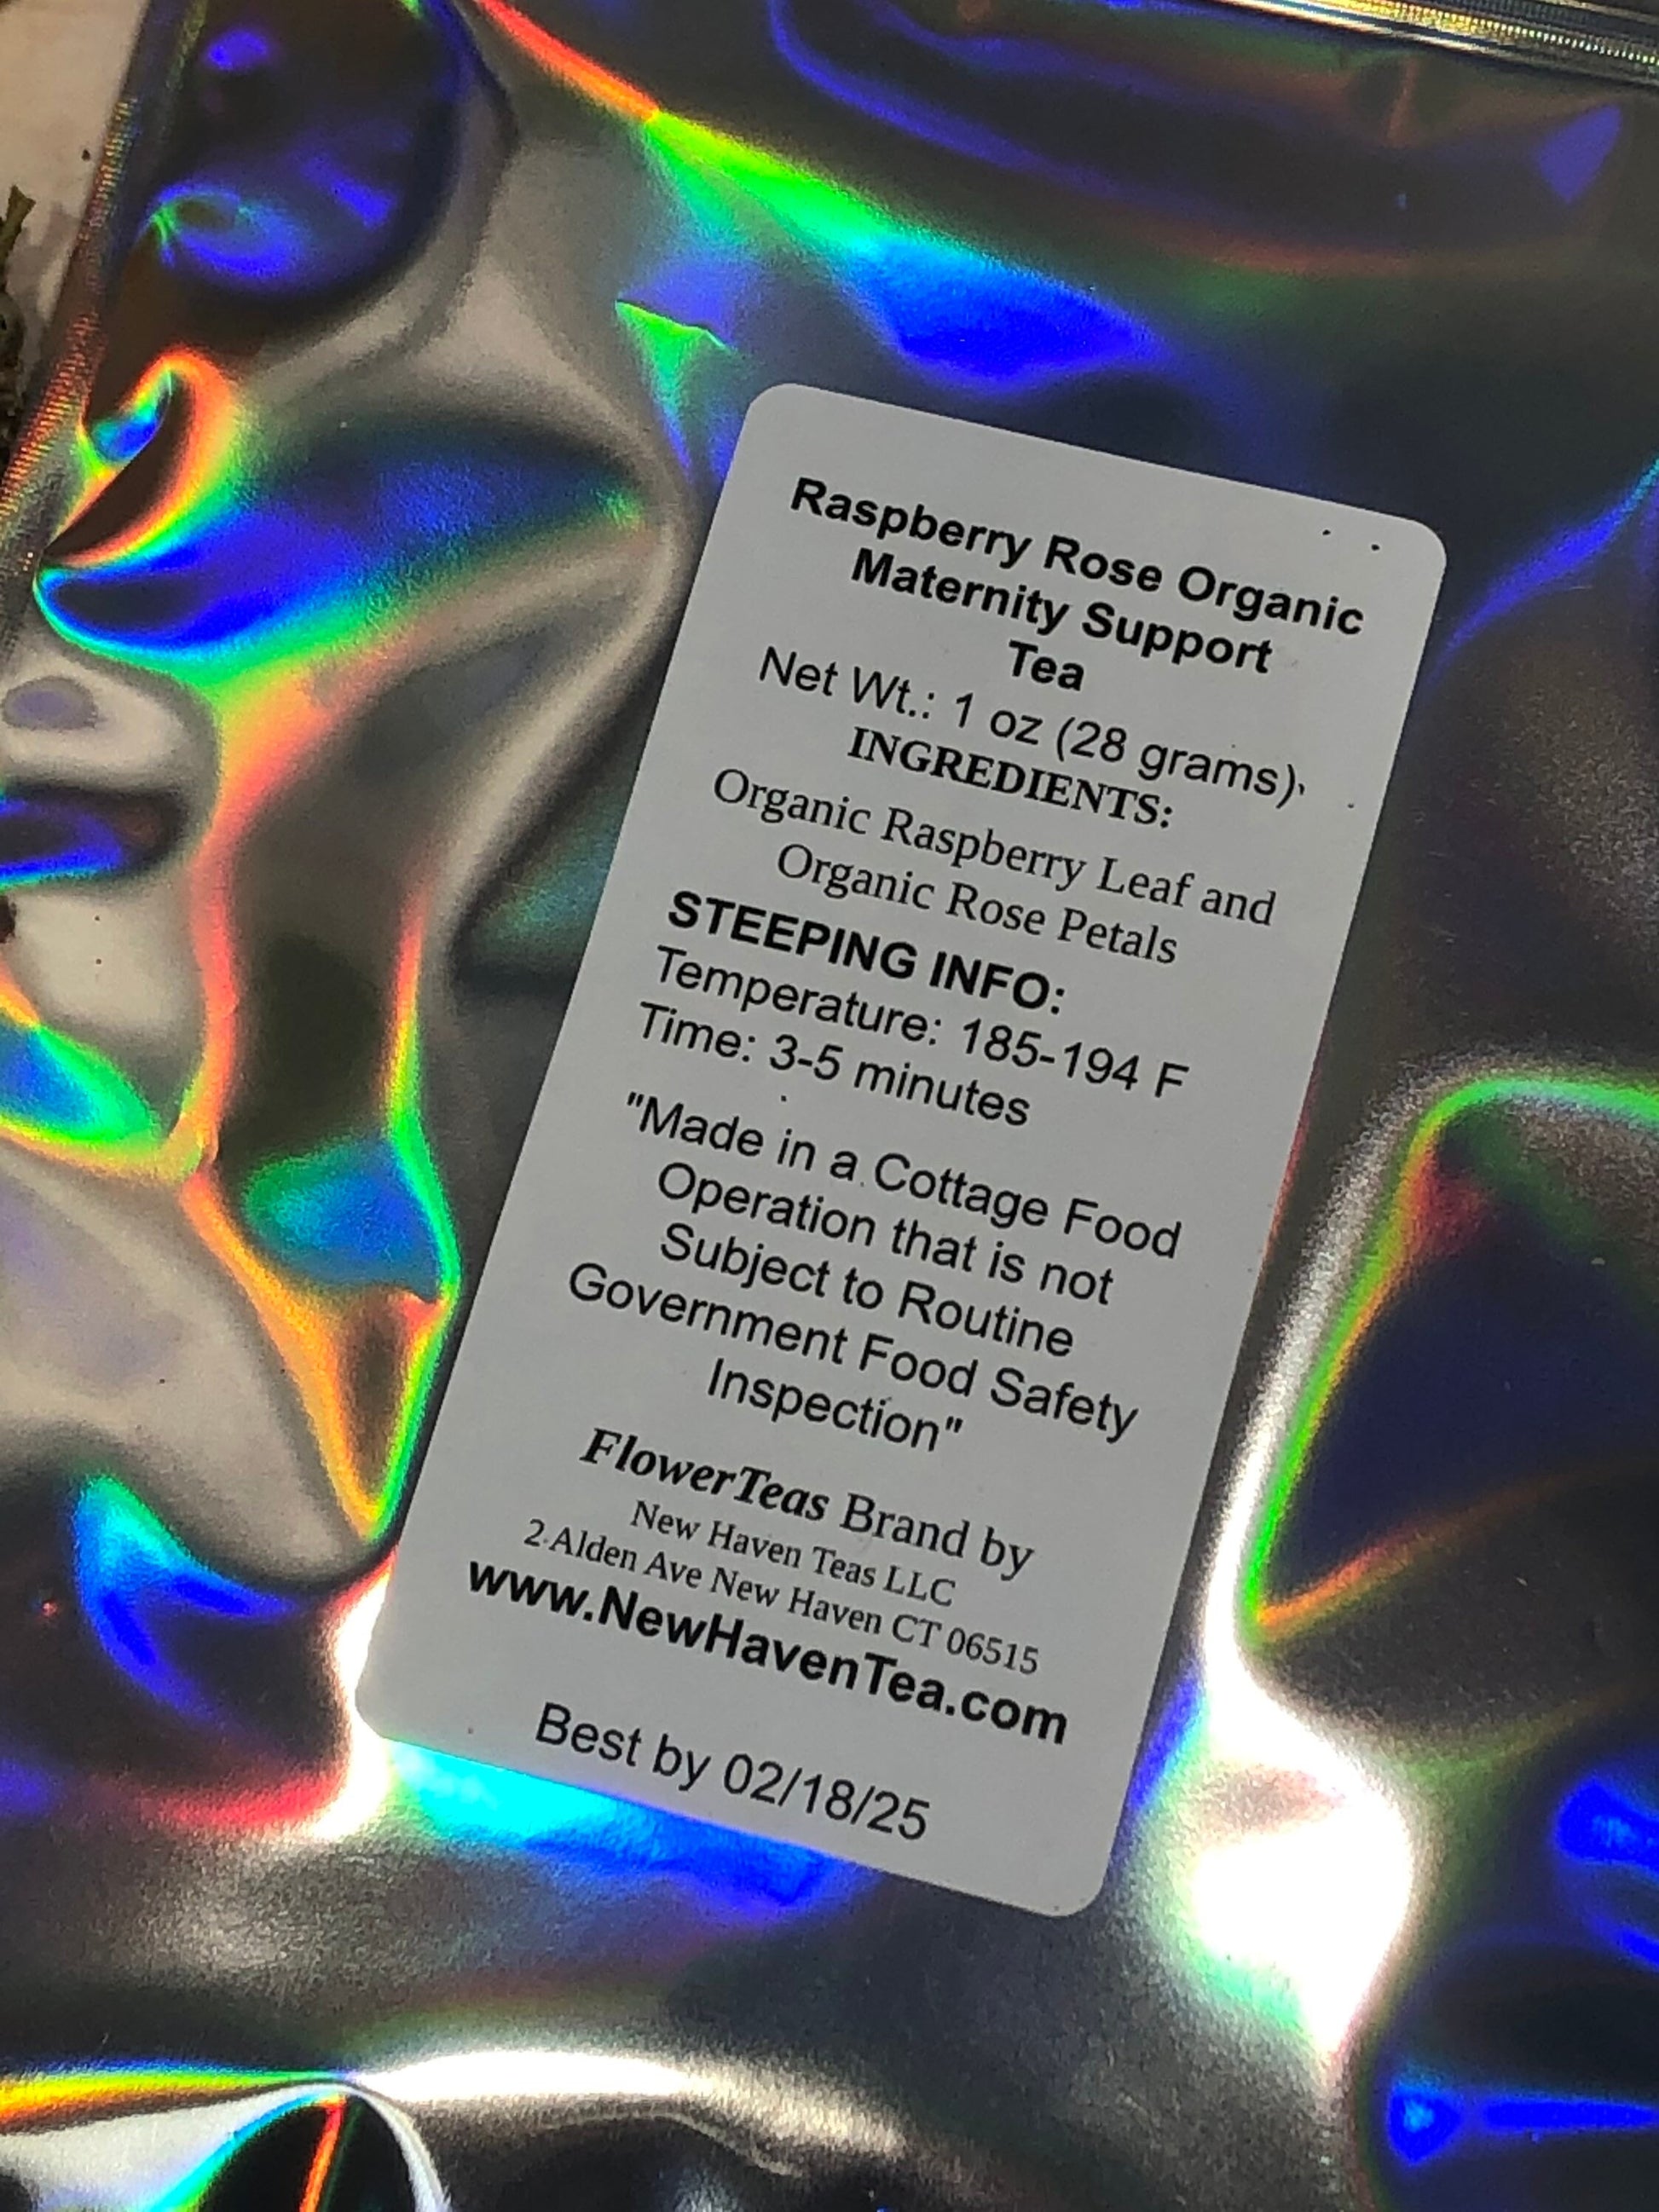 Raspberry Rose Organic
Maternity Support
Tea
Net Wt.: 1 oz (28 grams)
INGREDIENTS:
Organic Raspberry Leaf and
Organic Rose Petals
STEEPING INFO:
Temperature: 185-194 F
Time: 3-5 minutes
"Made in a Cottage Food
Operation that is not
Subject to Routine
Government Food Safety
Inspection"
FlowerTeas Brand by
New Haven Teas LLC
2 Alden Ave New Haven CT 06515
www.NewHavenTea.com
Best by 02/18/25